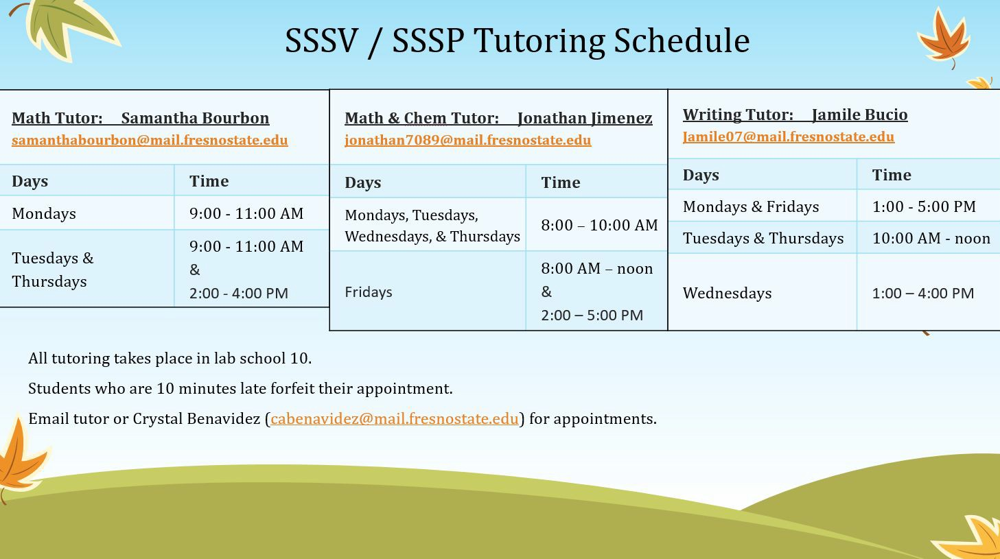 SSSV / SSSP Tutoring Schedule
Math Tutor: Samantha Bourbon
samanthabourbon@mail.fresnostate.edu
Days Time
Mondays 9:00 - 11:00 AM
Tuesdays &
Thursdays
9:00 - 11:00 AM
&
2:00 - 4:00 PM
Math & Chem Tutor: Jonathan Jimenez
jonathan7089@mail.fresnostate.edu
Days Time
Mondays, Tuesdays,
Wednesdays, & Thursdays
8:00 – 10:00 AM
Fridays
8:00 AM – noon
&
2:00 – 5:00 PM
Writing Tutor: Jamile Bucio
Jamile07@mail.fresnostate.edu
Days Time
Mondays & Fridays 1:00 - 5:00 PM
Tuesdays & Thursdays 10:00 AM - noon
Wednesdays 1:00 – 4:00 PM
All tutoring takes place in lab school 10.
Students who are 10 minutes late forfeit their appointment.
Email tutor or Crystal Benavidez (cabenavidez@mail.fresnostate.edu) for appointments.